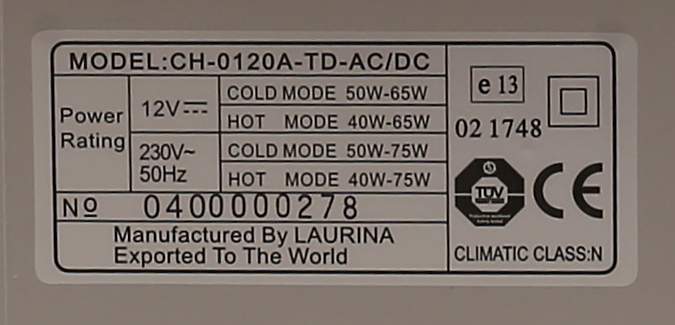 MODEL:CH-0120A-TD-AC/DC
Power Rating
12V⎓
COLD MODE 50W-65W
HOT MODE 40W-65W
230V~ 50Hz
COLD MODE 50W-75W
HOT MODE 40W-75W
Nº 0400000278
Manufactured By LAURINA
Exported To The World
e 13
02 1748
TÜV
CE
CLIMATIC CLASS:N